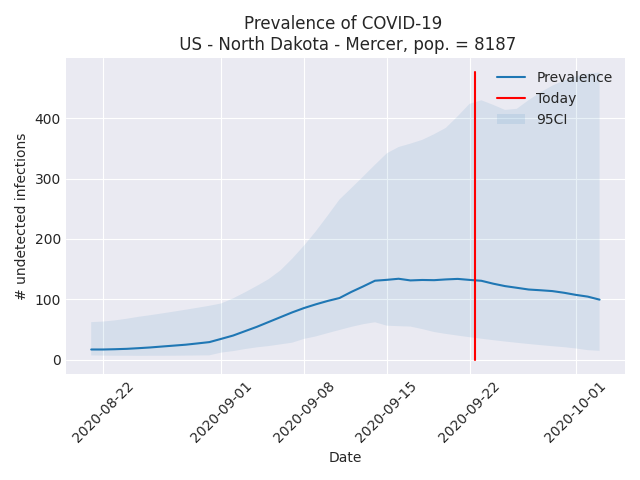 Prevalence of COVID-19
US - North Dakota - Mercer, pop. = 8187
Prevalence
Today
95CI
# undetected infections
400
300
200
100
0
2020-08-22
2020-09-01
2020-09-08
2020-09-15
2020-09-22
2020-10-01
Date